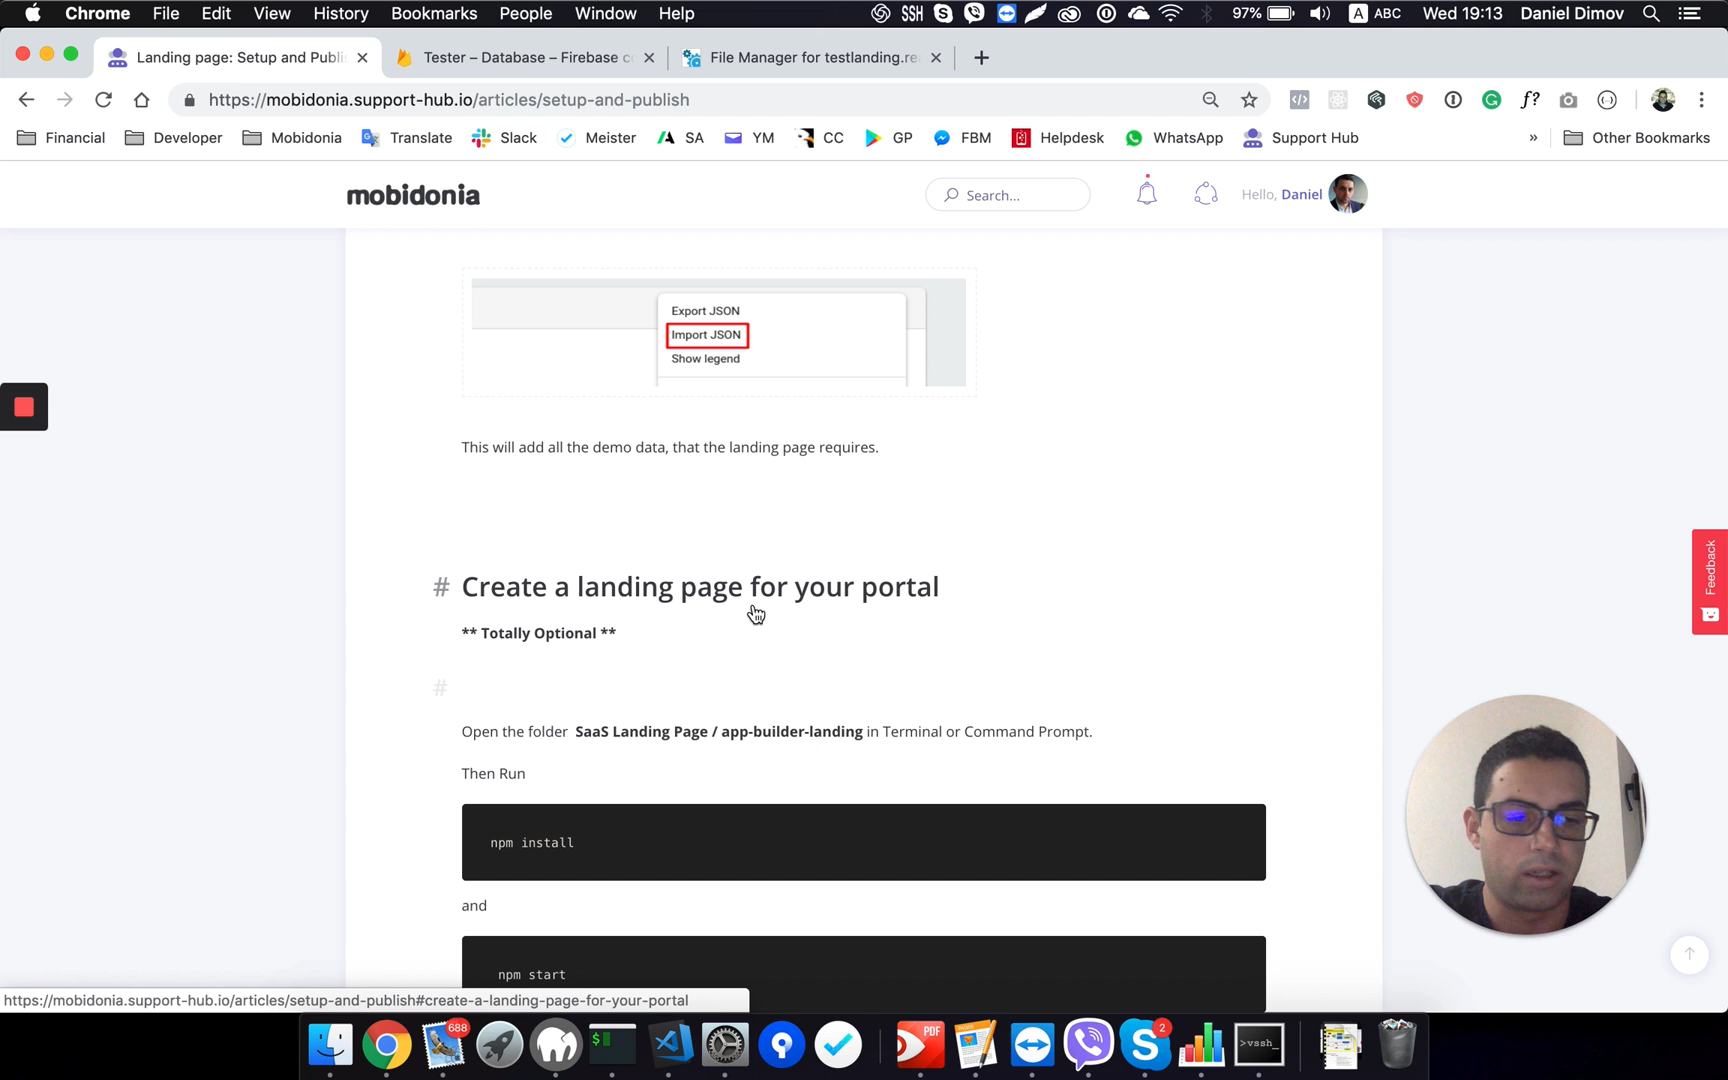 Chrome File Edit View History Bookmarks People Window Help SSH 97% A ABC Wed 19:13 Daniel Dimov
Landing page: Setup and Publi Tester – Database – Firebase co File Manager for testlanding.re
https://mobidonia.support-hub.io/articles/setup-and-publish f?
Financial Developer Mobidonia Translate Slack Meister SA YM CC GP FBM Helpdesk WhatsApp Support Hub » Other Bookmarks
mobidonia Search... Hello, Daniel
Export JSON
Import JSON
Show legend
This will add all the demo data, that the landing page requires.
Feedback
# Create a landing page for your portal
** Totally Optional **
#
Open the folder SaaS Landing Page / app-builder-landing in Terminal or Command Prompt.
Then Run
npm install
and
npm start
https://mobidonia.support-hub.io/articles/setup-and-publish#create-a-landing-page-for-your-portal
688 $ PDF 2 >vssh_